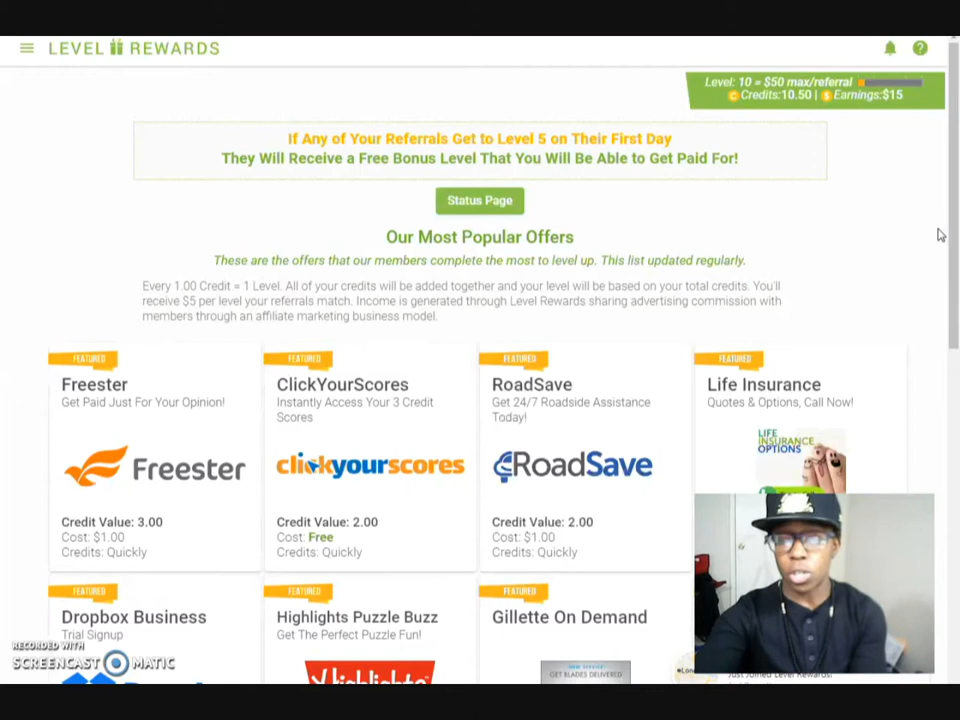 LEVEL REWARDS
Level: 10 = $50 max/referral
Credits:10.50 | Earnings:$15
If Any of Your Referrals Get to Level 5 on Their First Day
They Will Receive a Free Bonus Level That You Will Be Able to Get Paid For!
Status Page
Our Most Popular Offers
These are the offers that our members complete the most to level up. This list updated regularly.
Every 1.00 Credit = 1 Level. All of your credits will be added together and your level will be based on your total credits. You'll
receive $5 per level your referrals match. Income is generated through Level Rewards sharing advertising commission with
members through an affiliate marketing business model.
FEATURED
Freester
Get Paid Just For Your Opinion!
Freester
Credit Value: 3.00
Cost: $1.00
Credits: Quickly
FEATURED
ClickYourScores
Instantly Access Your 3 Credit
Scores
clickyourscores
Credit Value: 2.00
Cost: Free
Credits: Quickly
FEATURED
RoadSave
Get 24/7 Roadside Assistance
Today!
RoadSave
Credit Value: 2.00
Cost: $1.00
Credits: Quickly
FEATURED
Life Insurance
Quotes & Options, Call Now!
LIFE
INSURANCE
OPTIONS
FEATURED
Dropbox Business
Trial Signup
FEATURED
Highlights Puzzle Buzz
Get The Perfect Puzzle Fun!
Highlights
FEATURED
Gillette On Demand
GET BLADES DELIVERED
Just Joined Level Rewards!
RECORDED WITH
SCREENCAST MATIC